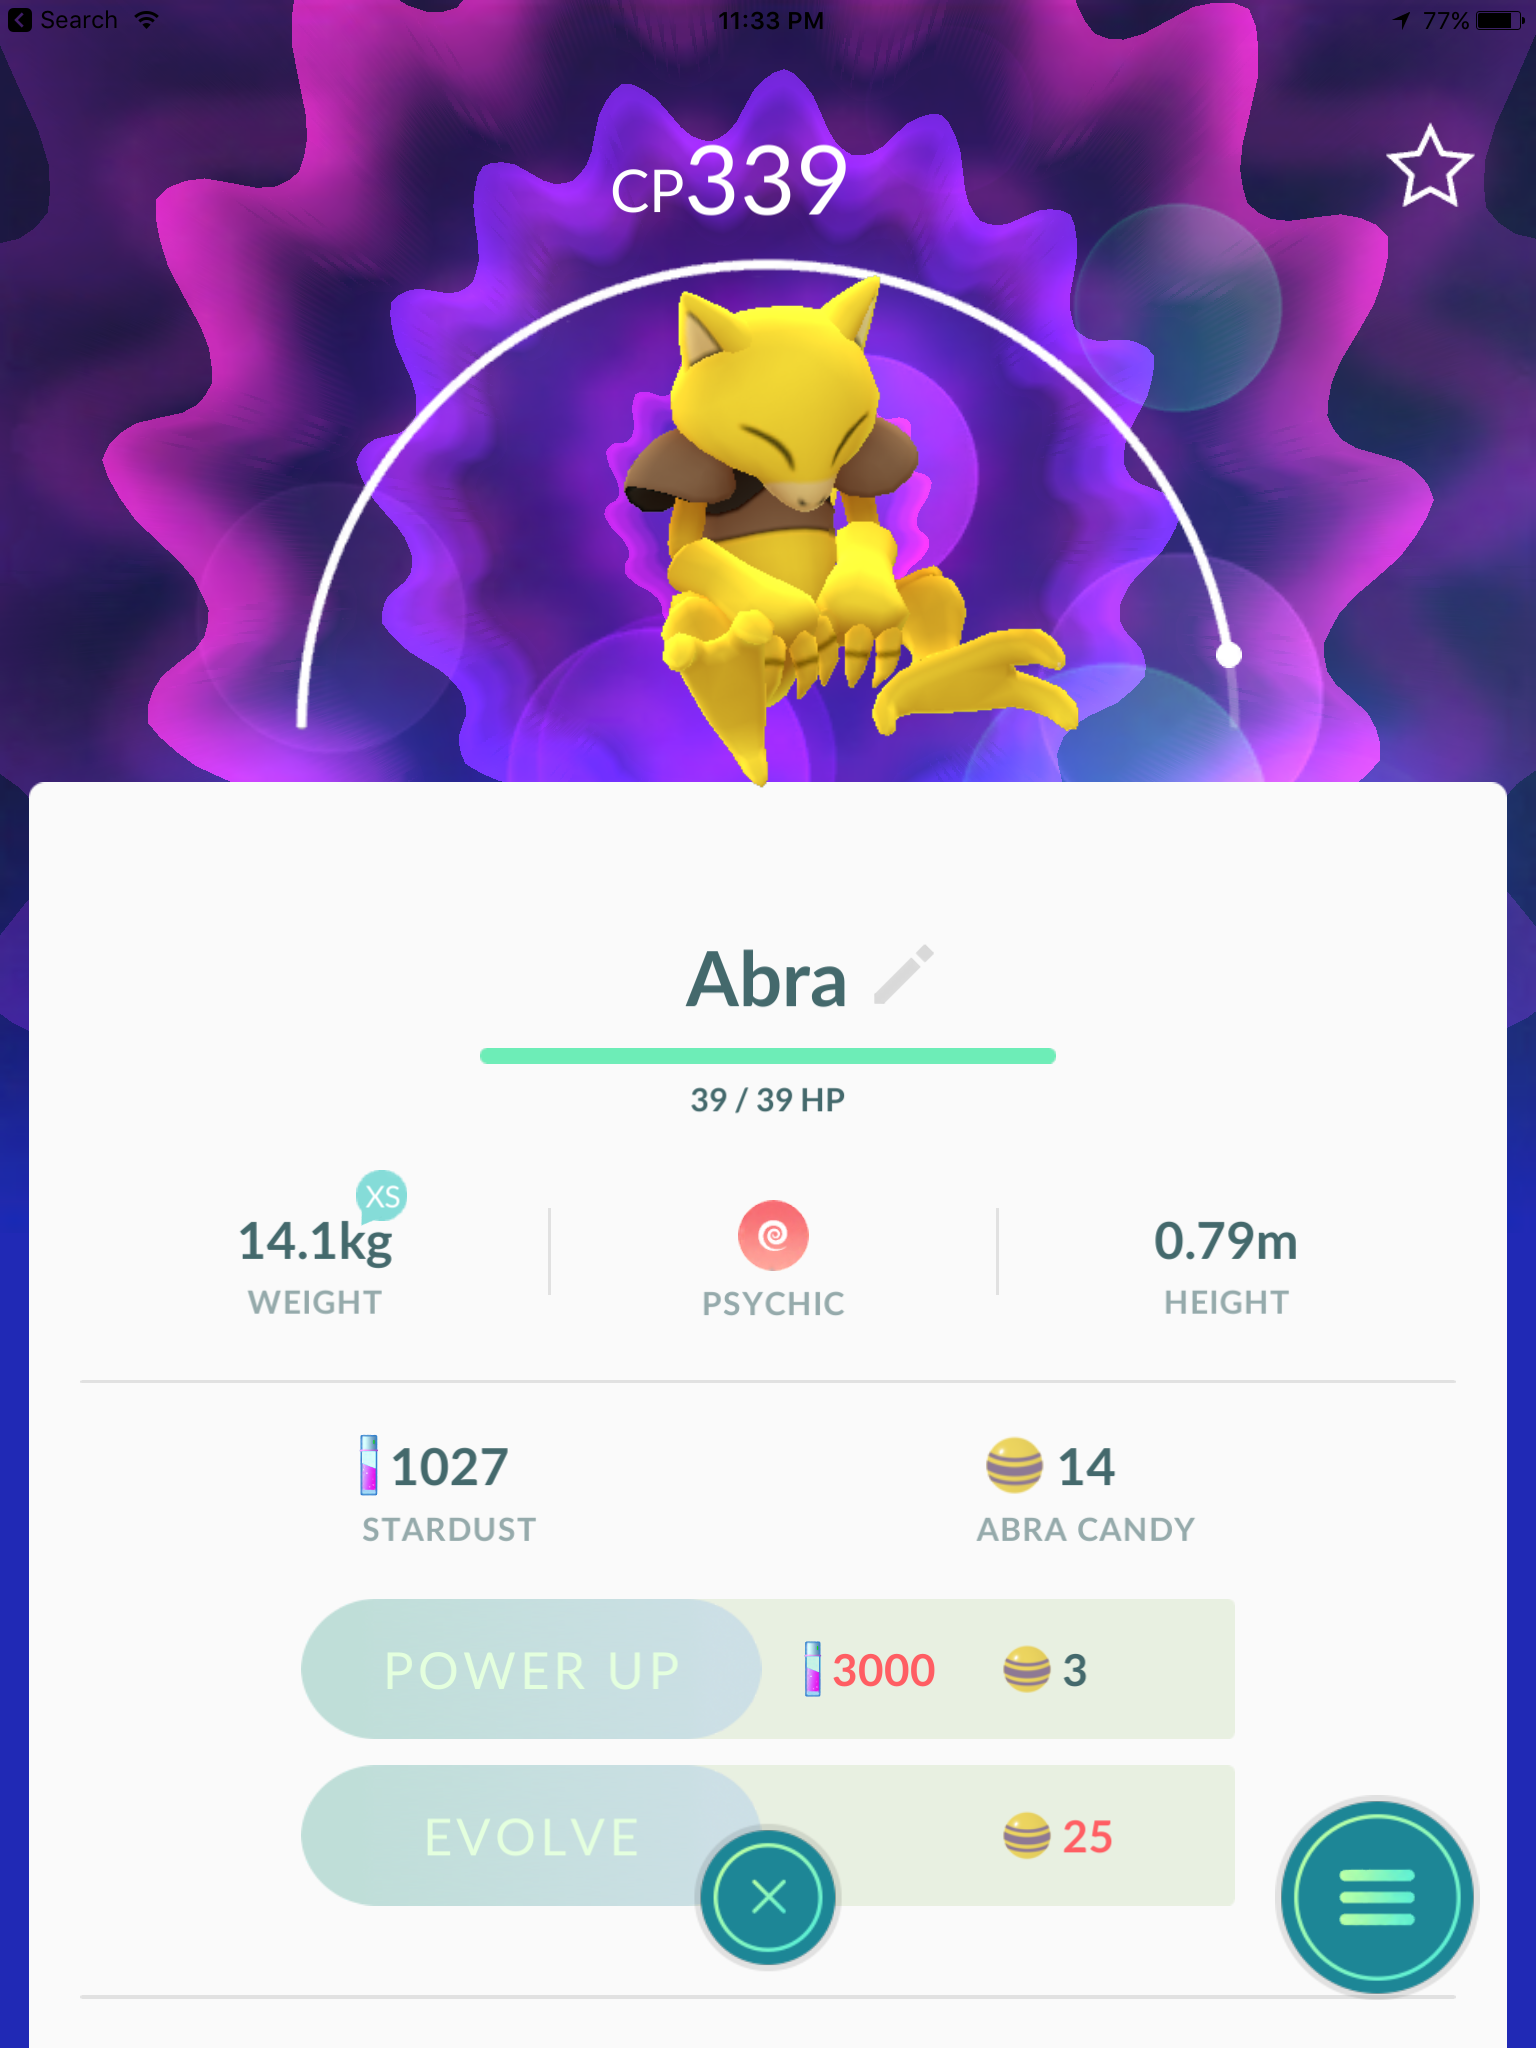 Search 11:33 PM 77%
CP339
Abra
39 / 39 HP
XS
14.1kg 0.79m
WEIGHT PSYCHIC HEIGHT
1027 14
STARDUST ABRA CANDY
POWER UP 3000 3
EVOLVE 25